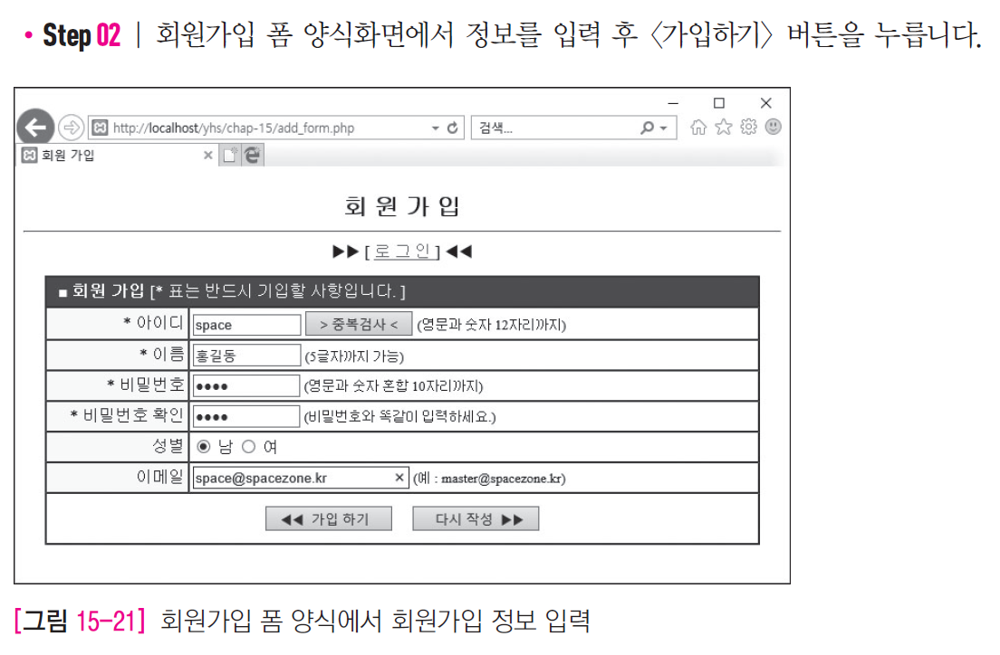 • Step 02 | 회원가입 폼 양식화면에서 정보를 입력 후 〈가입하기〉 버튼을 누릅니다.
http://localhost/yhs/chap-15/add_form.php
검색...
회원 가입
회 원 가 입
▶▶ [ 로 그 인 ] ◀◀
■ 회원 가입 [* 표는 반드시 기입할 사항입니다. ]
* 아이디 space > 중복검사 < (영문과 숫자 12자리까지)
* 이름 홍길동 (5글자까지 가능)
* 비밀번호 ●●●● (영문과 숫자 혼합 10자리까지)
* 비밀번호 확인 ●●●● (비밀번호와 똑같이 입력하세요.)
성별 남 여
이메일 space@spacezone.kr × (예 : master@spacezone.kr)
◀◀ 가입 하기 다시 작성 ▶▶
[그림 15-21] 회원가입 폼 양식에서 회원가입 정보 입력